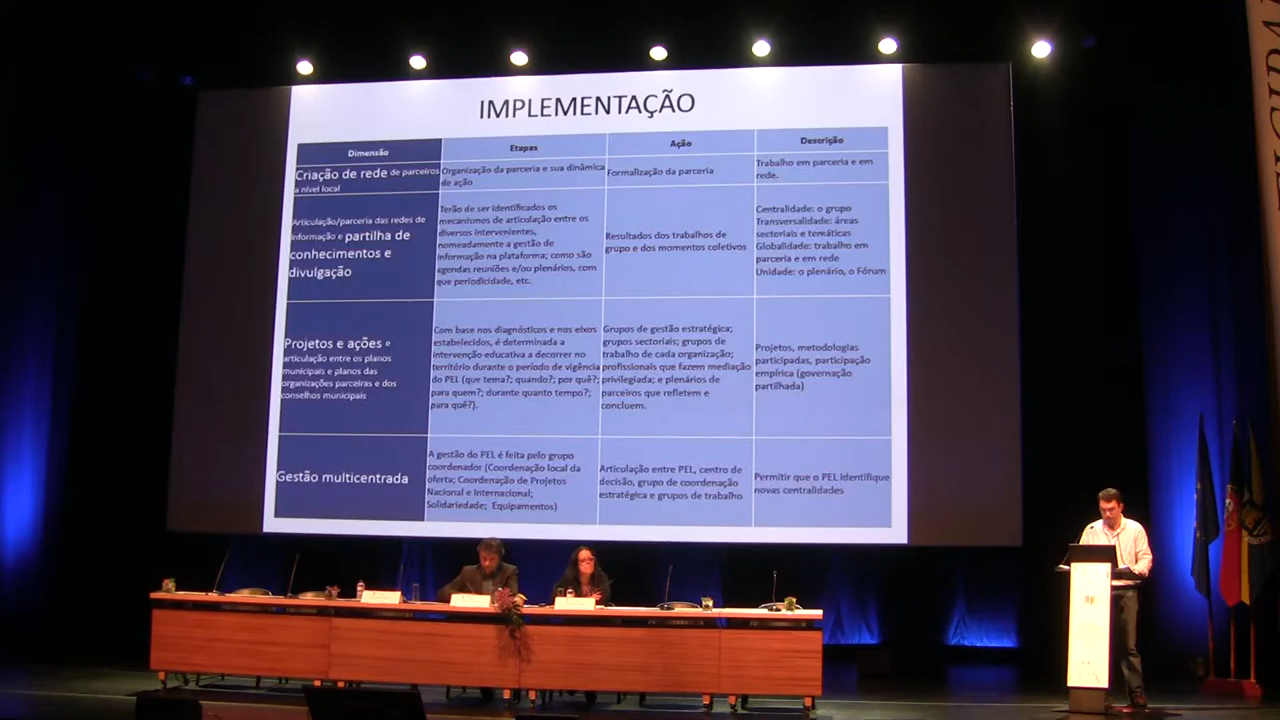 IMPLEMENTAÇÃO
Dimensão
Etapas
Ação
Descrição
Criação de rede de parceiros
a nível local
Organização da parceria e sua dinâmica
de ação
Formalização da parceria
Trabalho em parceria e em
rede.
Articulação/parceria das redes de
informação e partilha de
conhecimentos e
divulgação
Terão de ser identificados os
mecanismos de articulação entre os
diversos intervenientes,
nomeadamente a gestão de
informação na plataforma; como são
agendas reuniões e/ou plenários, com
que periodicidade, etc.
Resultados dos trabalhos de
grupo e dos momentos coletivos
Centralidade: o grupo
Transversalidade: áreas
sectoriais e temáticas
Globalidade: trabalho em
parceria e em rede
Unidade: o plenário, o Fórum
Projetos e ações e
articulação entre os planos
municipais e planos das
organizações parceiras e dos
conselhos municipais
Com base nos diagnósticos e nos eixos
estabelecidos, é determinada a
intervenção educativa a decorrer no
território durante o período de vigência
do PEL (que tema?; quando?; por quê?;
para quem?; durante quanto tempo?;
para quê?).
Grupos de gestão estratégica;
grupos sectoriais; grupos de
trabalho de cada organização;
profissionais que fazem mediação
privilegiada; e plenários de
parceiros que refletem e
concluem.
Projetos, metodologias
participadas, participação
empírica (governação
partilhada)
Gestão multicentrada
A gestão do PEL é feita pelo grupo
coordenador (Coordenação local da
oferta; Coordenação de Projetos
Nacional e Internacional;
Solidariedade; Equipamentos)
Articulação entre PEL, centro de
decisão, grupo de coordenação
estratégica e grupos de trabalho
Permitir que o PEL identifique
novas centralidades